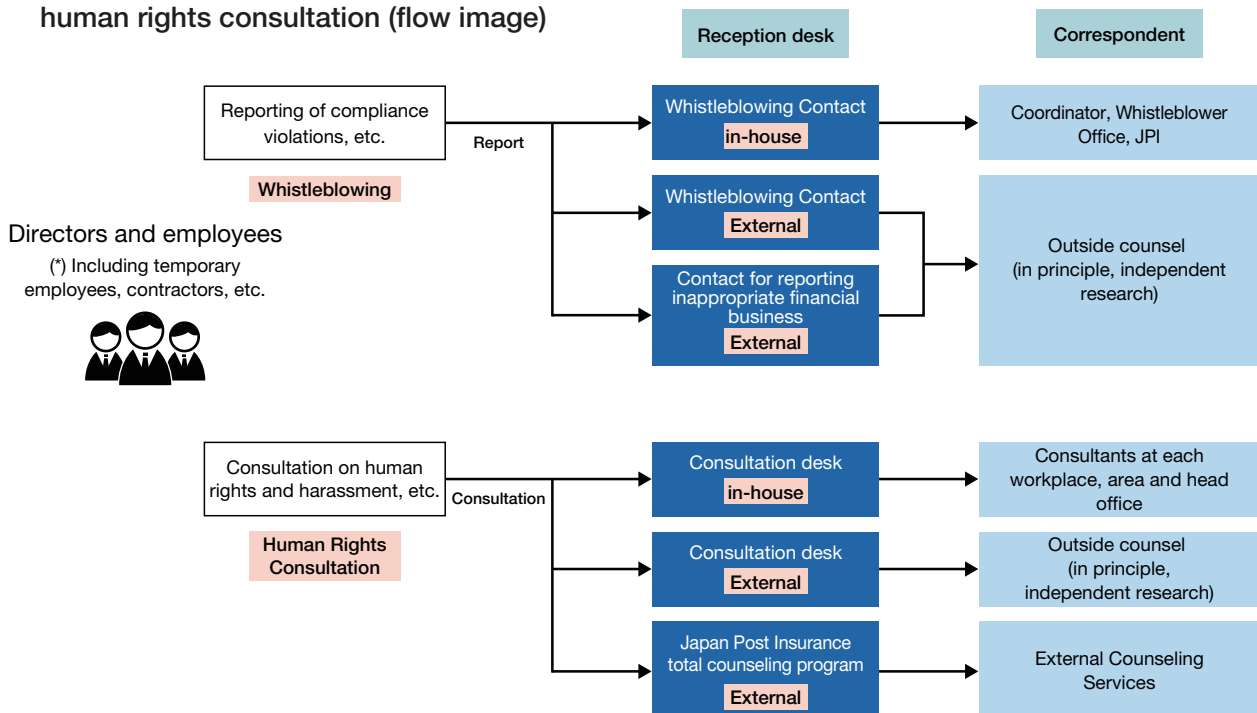 human rights consultation (flow image)
Reception desk
Correspondent
Reporting of compliance
violations, etc.
Whistleblowing
Report
Whistleblowing Contact
in-house
Coordinator, Whistleblower
Office, JPI
Whistleblowing Contact
External
Contact for reporting
inappropriate financial
business
External
Outside counsel
(in principle, independent
research)
Directors and employees
(*) Including temporary
employees, contractors, etc.
Consultation on human
rights and harassment, etc.
Human Rights
Consultation
Consultation
Consultation desk
in-house
Consultants at each
workplace, area and head
office
Consultation desk
External
Outside counsel
(in principle,
independent research)
Japan Post Insurance
total counseling program
External
External Counseling
Services